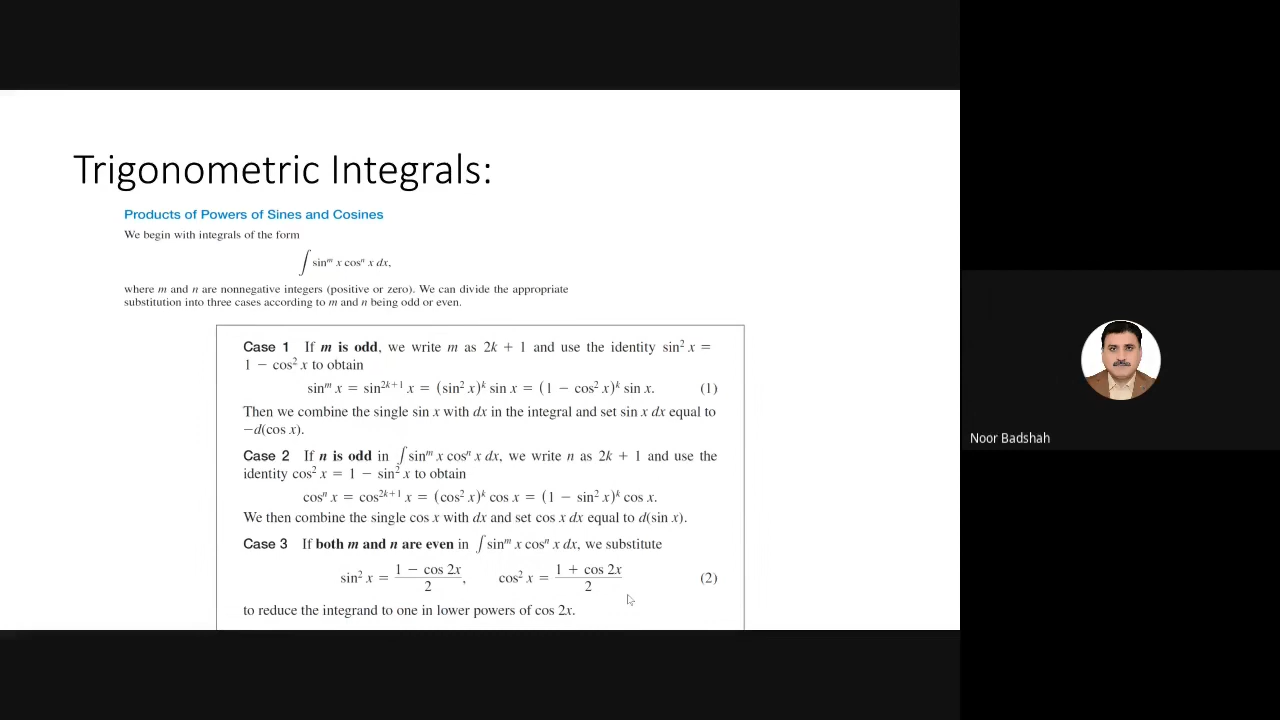 Trigonometric Integrals:
Products of Powers of Sines and Cosines
We begin with integrals of the form
∫ sinᵐ x cosⁿ x dx,
where m and n are nonnegative integers (positive or zero). We can divide the appropriate
substitution into three cases according to m and n being odd or even.
Case 1 If m is odd, we write m as 2k + 1 and use the identity sin² x =
1 − cos² x to obtain
sinᵐ x = sin²ᵏ⁺¹ x = (sin² x)ᵏ sin x = (1 − cos² x)ᵏ sin x. (1)
Then we combine the single sin x with dx in the integral and set sin x dx equal to
−d(cos x).
Case 2 If n is odd in ∫ sinᵐ x cosⁿ x dx, we write n as 2k + 1 and use the
identity cos² x = 1 − sin² x to obtain
cosⁿ x = cos²ᵏ⁺¹ x = (cos² x)ᵏ cos x = (1 − sin² x)ᵏ cos x.
We then combine the single cos x with dx and set cos x dx equal to d(sin x).
Case 3 If both m and n are even in ∫ sinᵐ x cosⁿ x dx, we substitute
sin² x = (1 − cos 2x)/2, cos² x = (1 + cos 2x)/2 (2)
to reduce the integrand to one in lower powers of cos 2x.
Noor Badshah